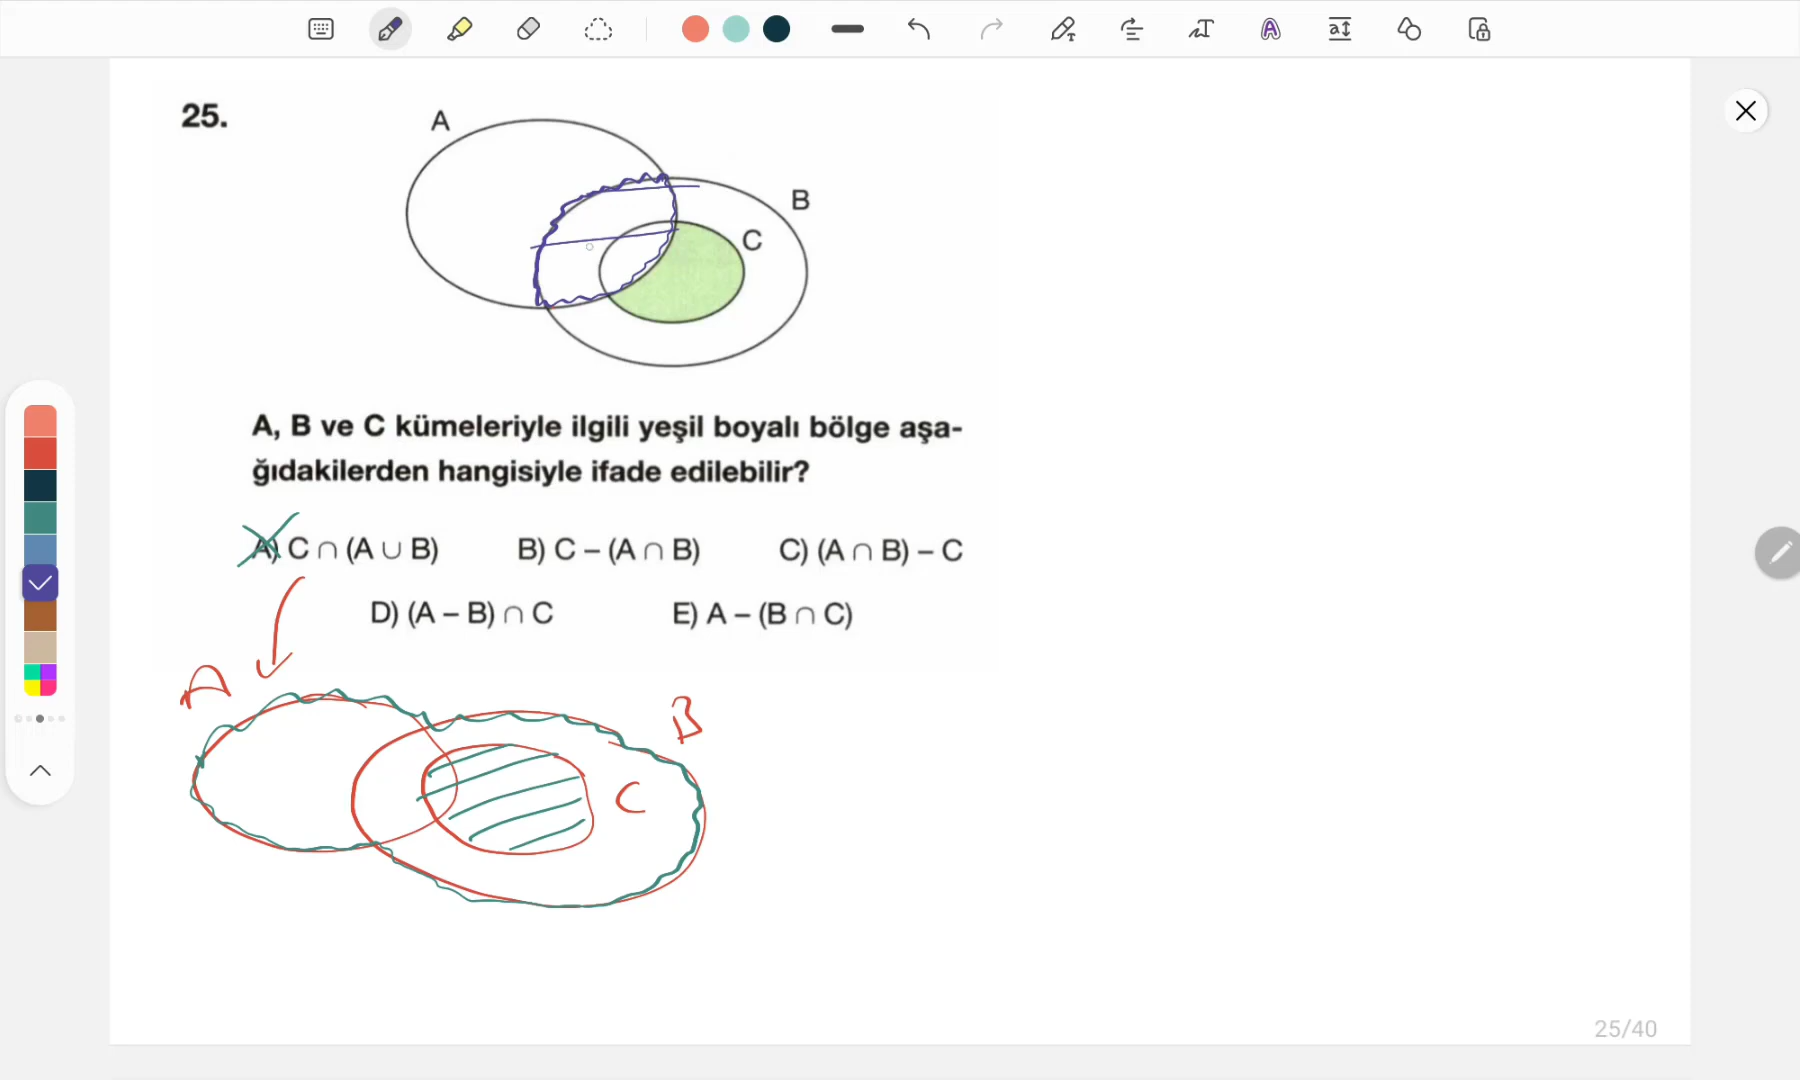 25.
A
B
C
A, B ve C kümeleriyle ilgili yeşil boyalı bölge aşa-
ğıdakilerden hangisiyle ifade edilebilir?
A) C ∩ (A ∪ B) B) C – (A ∩ B) C) (A ∩ B) – C
D) (A – B) ∩ C E) A – (B ∩ C)
A
B
C
25/40